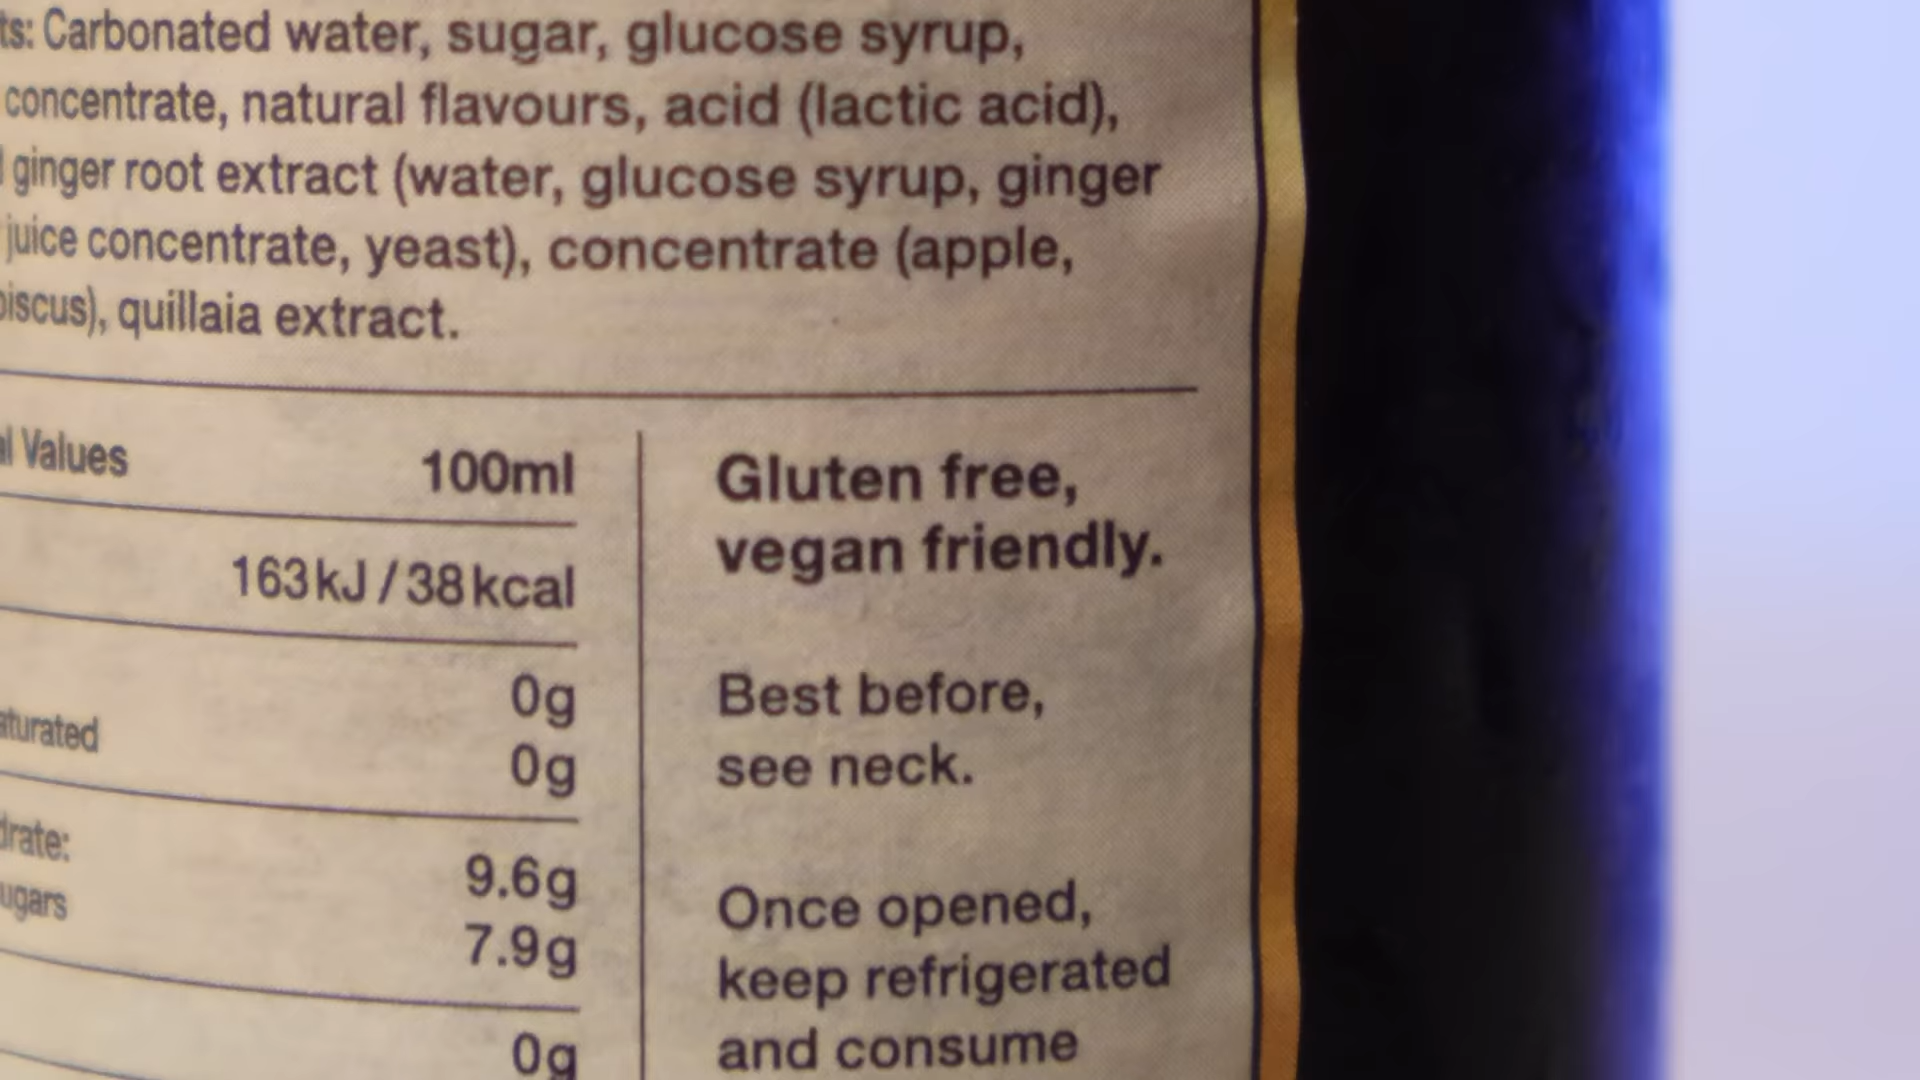 ts: Carbonated water, sugar, glucose syrup,
concentrate, natural flavours, acid (lactic acid),
ginger root extract (water, glucose syrup, ginger
juice concentrate, yeast), concentrate (apple,
biscus), quillaia extract.
al Values 100ml
163kJ/38kcal
0g
aturated 0g
drate: 9.6g
ugars 7.9g
0g
Gluten free,
vegan friendly.
Best before,
see neck.
Once opened,
keep refrigerated
and consume